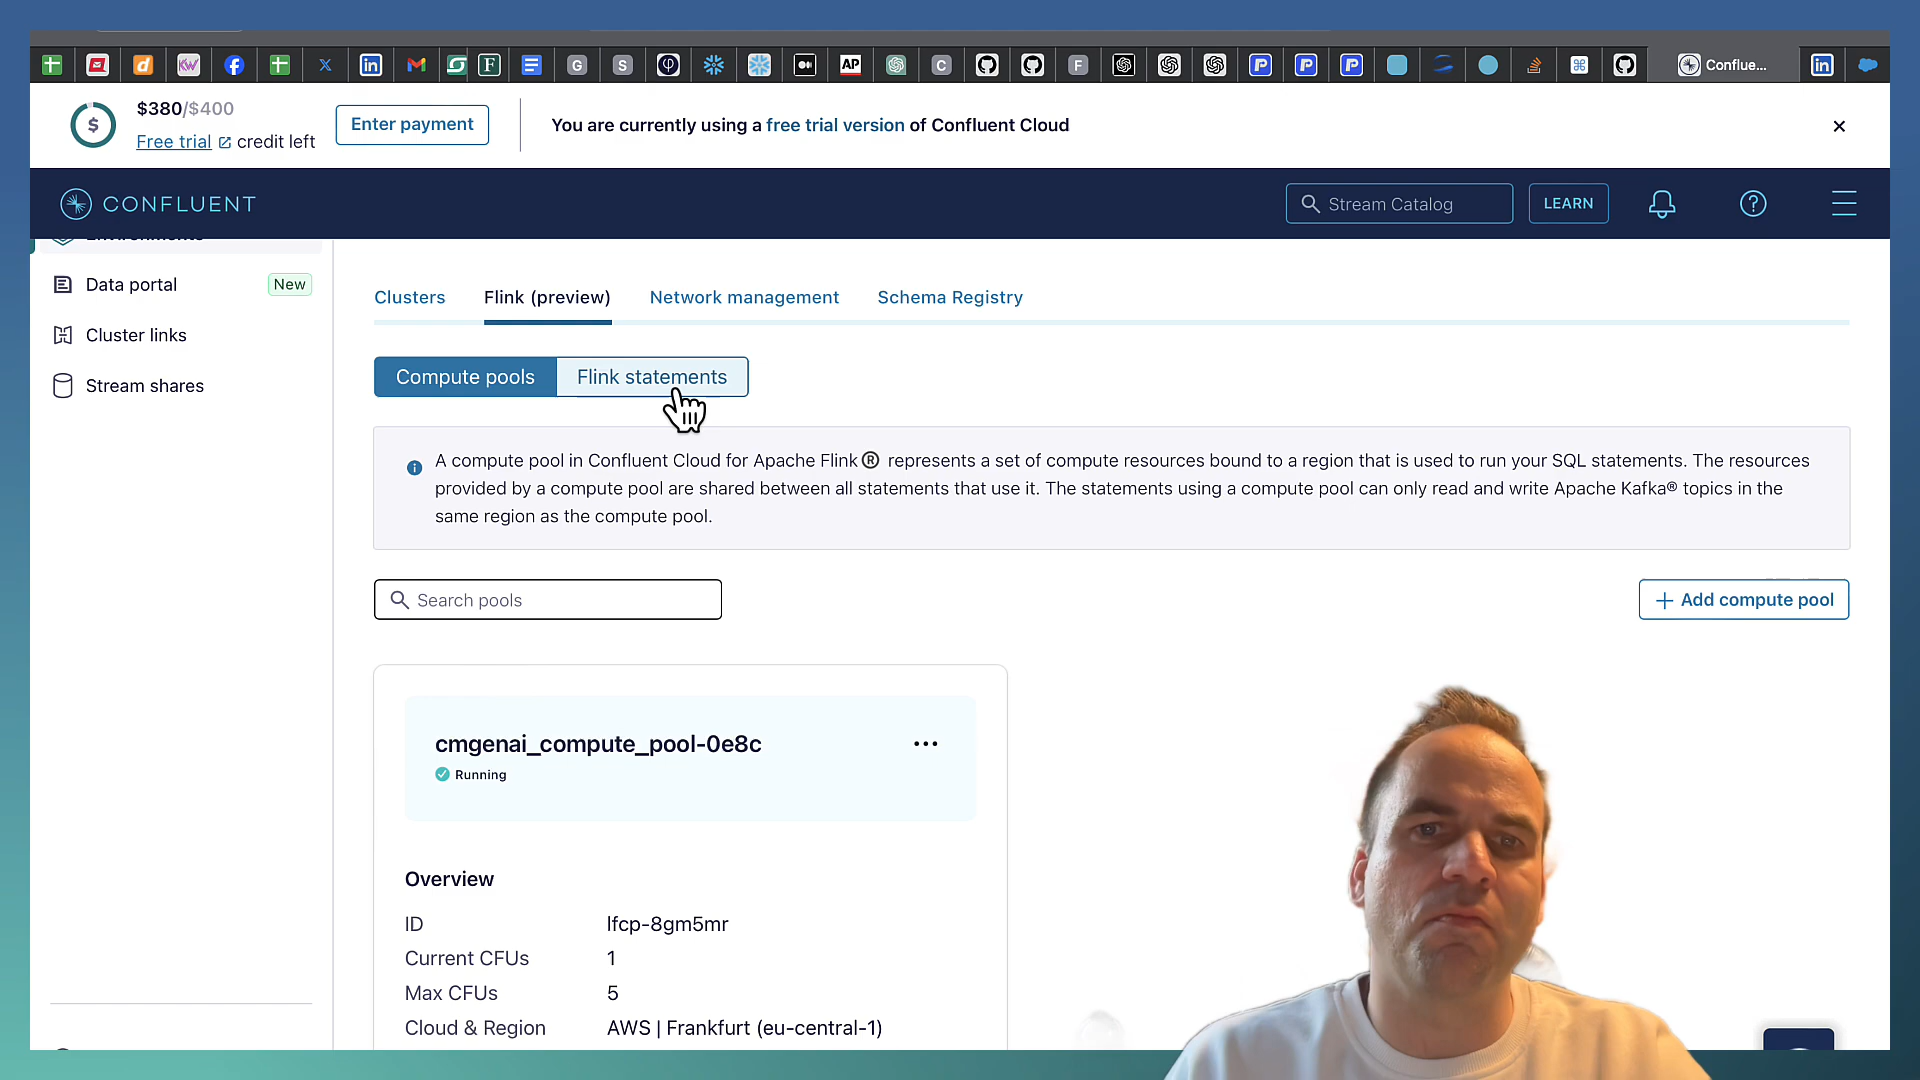 Conflue...
$380/$400
Free trial credit left
Enter payment
You are currently using a free trial version of Confluent Cloud
CONFLUENT
Stream Catalog
LEARN
Environments
Data portal
New
Cluster links
Stream shares
Clusters
Flink (preview)
Network management
Schema Registry
Compute pools
Flink statements
A compute pool in Confluent Cloud for Apache Flink® represents a set of compute resources bound to a region that is used to run your SQL statements. The resources
provided by a compute pool are shared between all statements that use it. The statements using a compute pool can only read and write Apache Kafka® topics in the
same region as the compute pool.
Search pools
+ Add compute pool
cmgenai_compute_pool-0e8c
Running
Overview
ID lfcp-8gm5mr
Current CFUs 1
Max CFUs 5
Cloud & Region AWS | Frankfurt (eu-central-1)